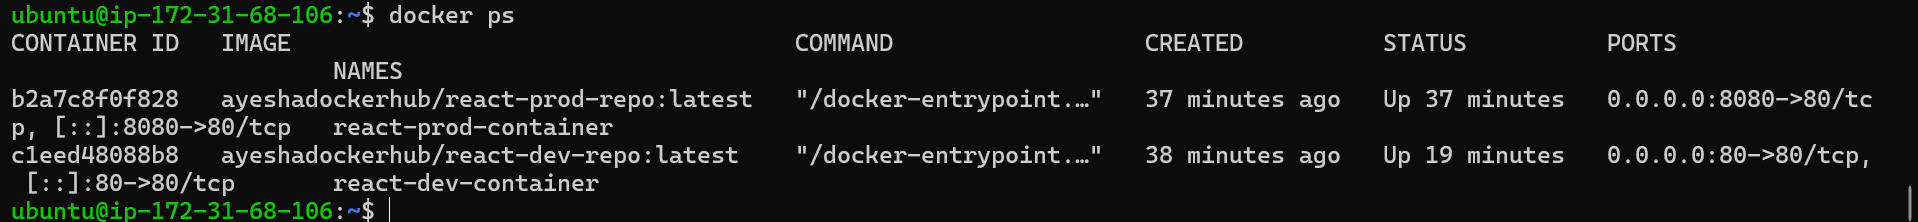 ubuntu@ip-172-31-68-106:~$ docker ps
CONTAINER ID   IMAGE                                    COMMAND                  CREATED          STATUS          PORTS
                       NAMES
b2a7c8f0f828   ayeshadockerhub/react-prod-repo:latest   "/docker-entrypoint.…"   37 minutes ago   Up 37 minutes   0.0.0.0:8080->80/tc
p, [::]:8080->80/tcp   react-prod-container
c1eed48088b8   ayeshadockerhub/react-dev-repo:latest    "/docker-entrypoint.…"   38 minutes ago   Up 19 minutes   0.0.0.0:80->80/tcp,
 [::]:80->80/tcp       react-dev-container
ubuntu@ip-172-31-68-106:~$